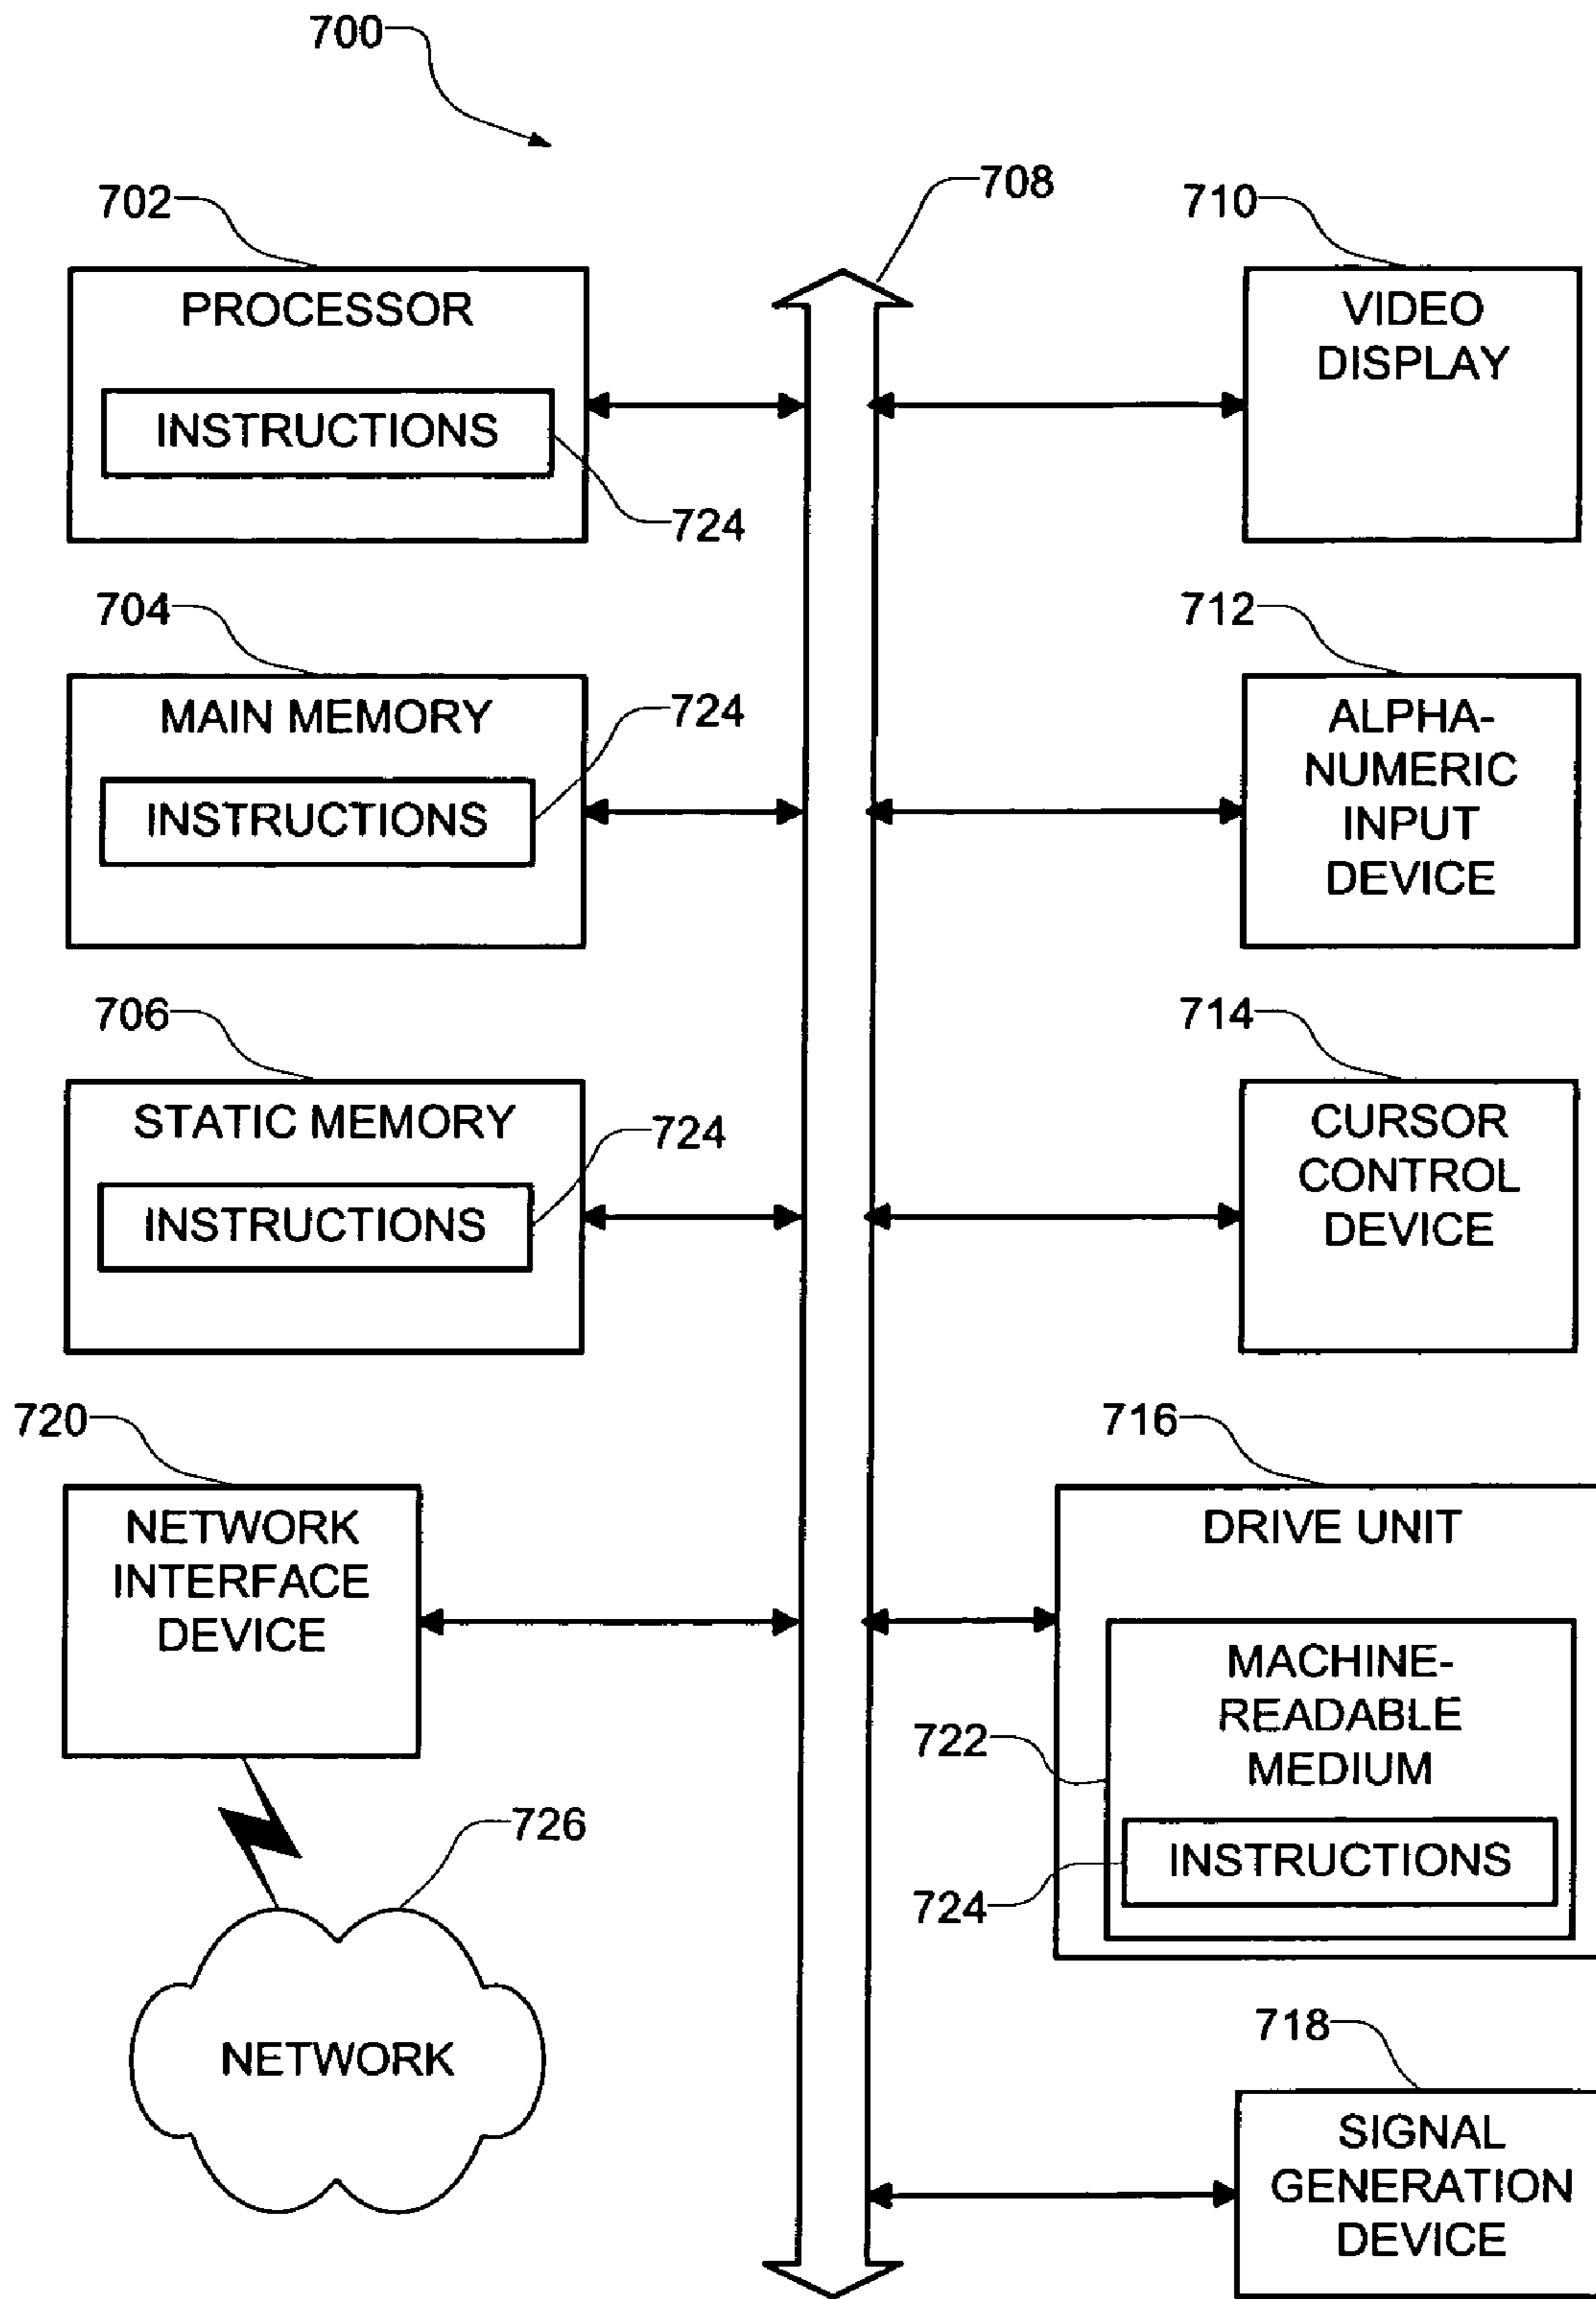 700
708
702
PROCESSOR
INSTRUCTIONS
724
710
VIDEO
DISPLAY
704
MAIN MEMORY
INSTRUCTIONS
724
712
ALPHA-
NUMERIC
INPUT
DEVICE
706
STATIC MEMORY
INSTRUCTIONS
724
714
CURSOR
CONTROL
DEVICE
720
NETWORK
INTERFACE
DEVICE
716
DRIVE UNIT
722
MACHINE-
READABLE
MEDIUM
724
INSTRUCTIONS
726
NETWORK
718
SIGNAL
GENERATION
DEVICE